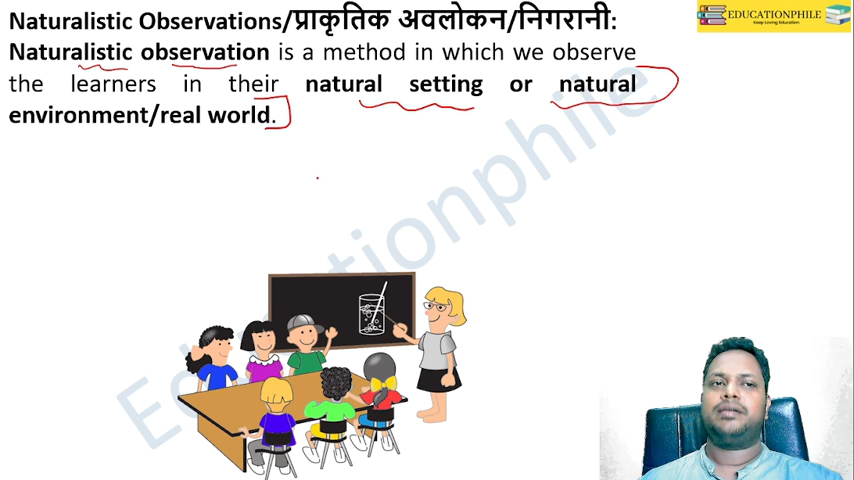 Naturalistic Observations/प्राकृतिक अवलोकन/निगरानी:
Naturalistic observation is a method in which we observe
the learners in their natural setting or natural
environment/real world.
EDUCATIONPHILE
Keep Loving Education
Educationphile